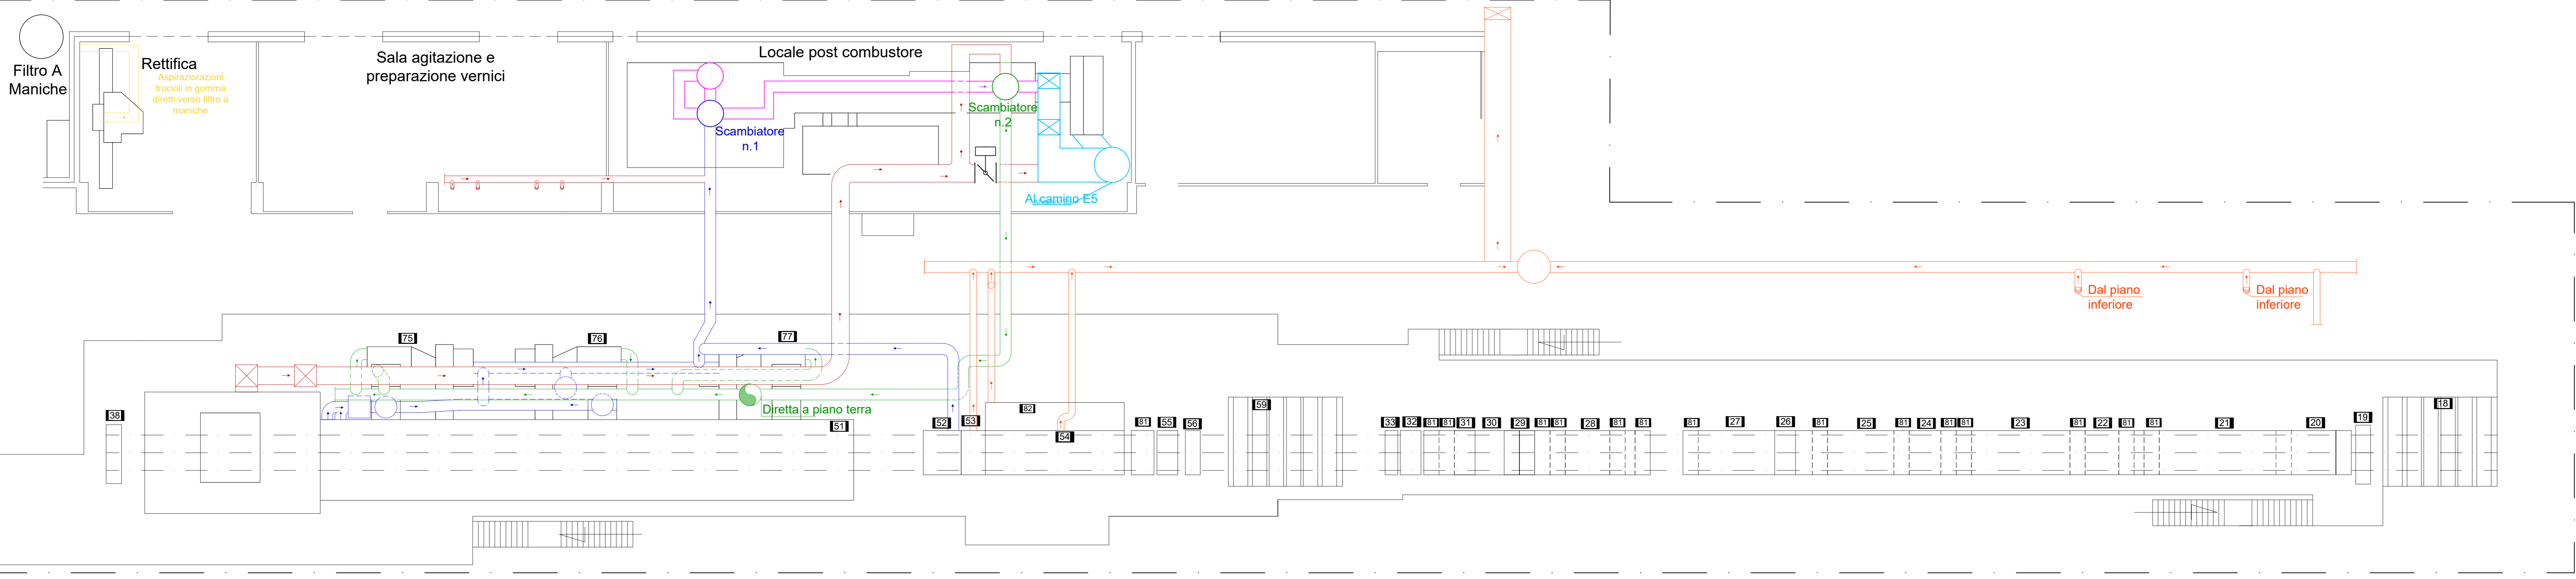 Filtro A
Maniche
Rettifica
Aspiraziorazioni
trucioli in gomma
diretti verso filtro a
maniche
Sala agitazione e
preparazione vernici
Locale post combustore
Scambiatore
n.1
Scambiatore
n.2
Al camino E5
Dal piano
inferiore
Dal piano
inferiore
75
76
77
Diretta a piano terra
38
51
52
53
82
54
81
55
56
59
33
32
81
81
31
30
29
81
81
28
81
81
81
27
26
81
25
81
24
81
81
23
81
22
81
81
21
20
19
18